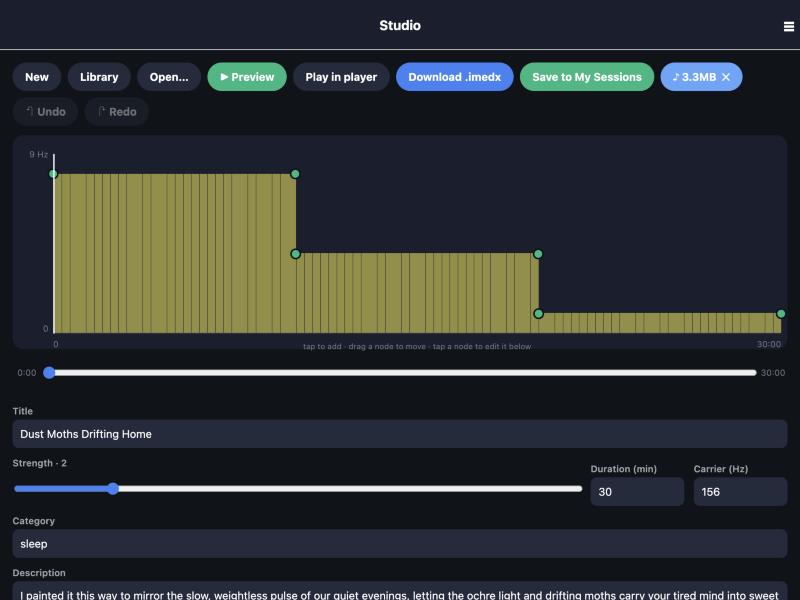 Studio
New Library Open... ▶ Preview Play in player Download .imedx Save to My Sessions ♪ 3.3MB ✕
Undo Redo
9 Hz
0
0 tap to add · drag a node to move · tap a node to edit it below 30:00
0:00 30:00
Title
Dust Moths Drifting Home
Strength · 2 Duration (min) Carrier (Hz)
30 156
Category
sleep
Description
I painted it this way to mirror the slow, weightless pulse of our quiet evenings, letting the ochre light and drifting moths carry your tired mind into sweet